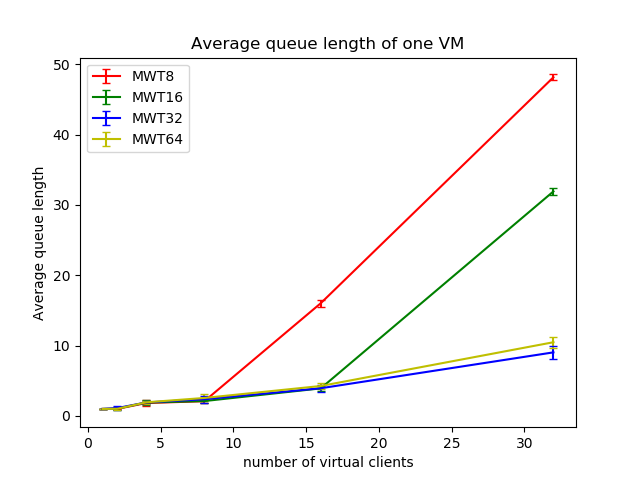 Average queue length of one VM
MWT8
MWT16
MWT32
MWT64
Average queue length
50
40
30
20
10
0
0 5 10 15 20 25 30
number of virtual clients